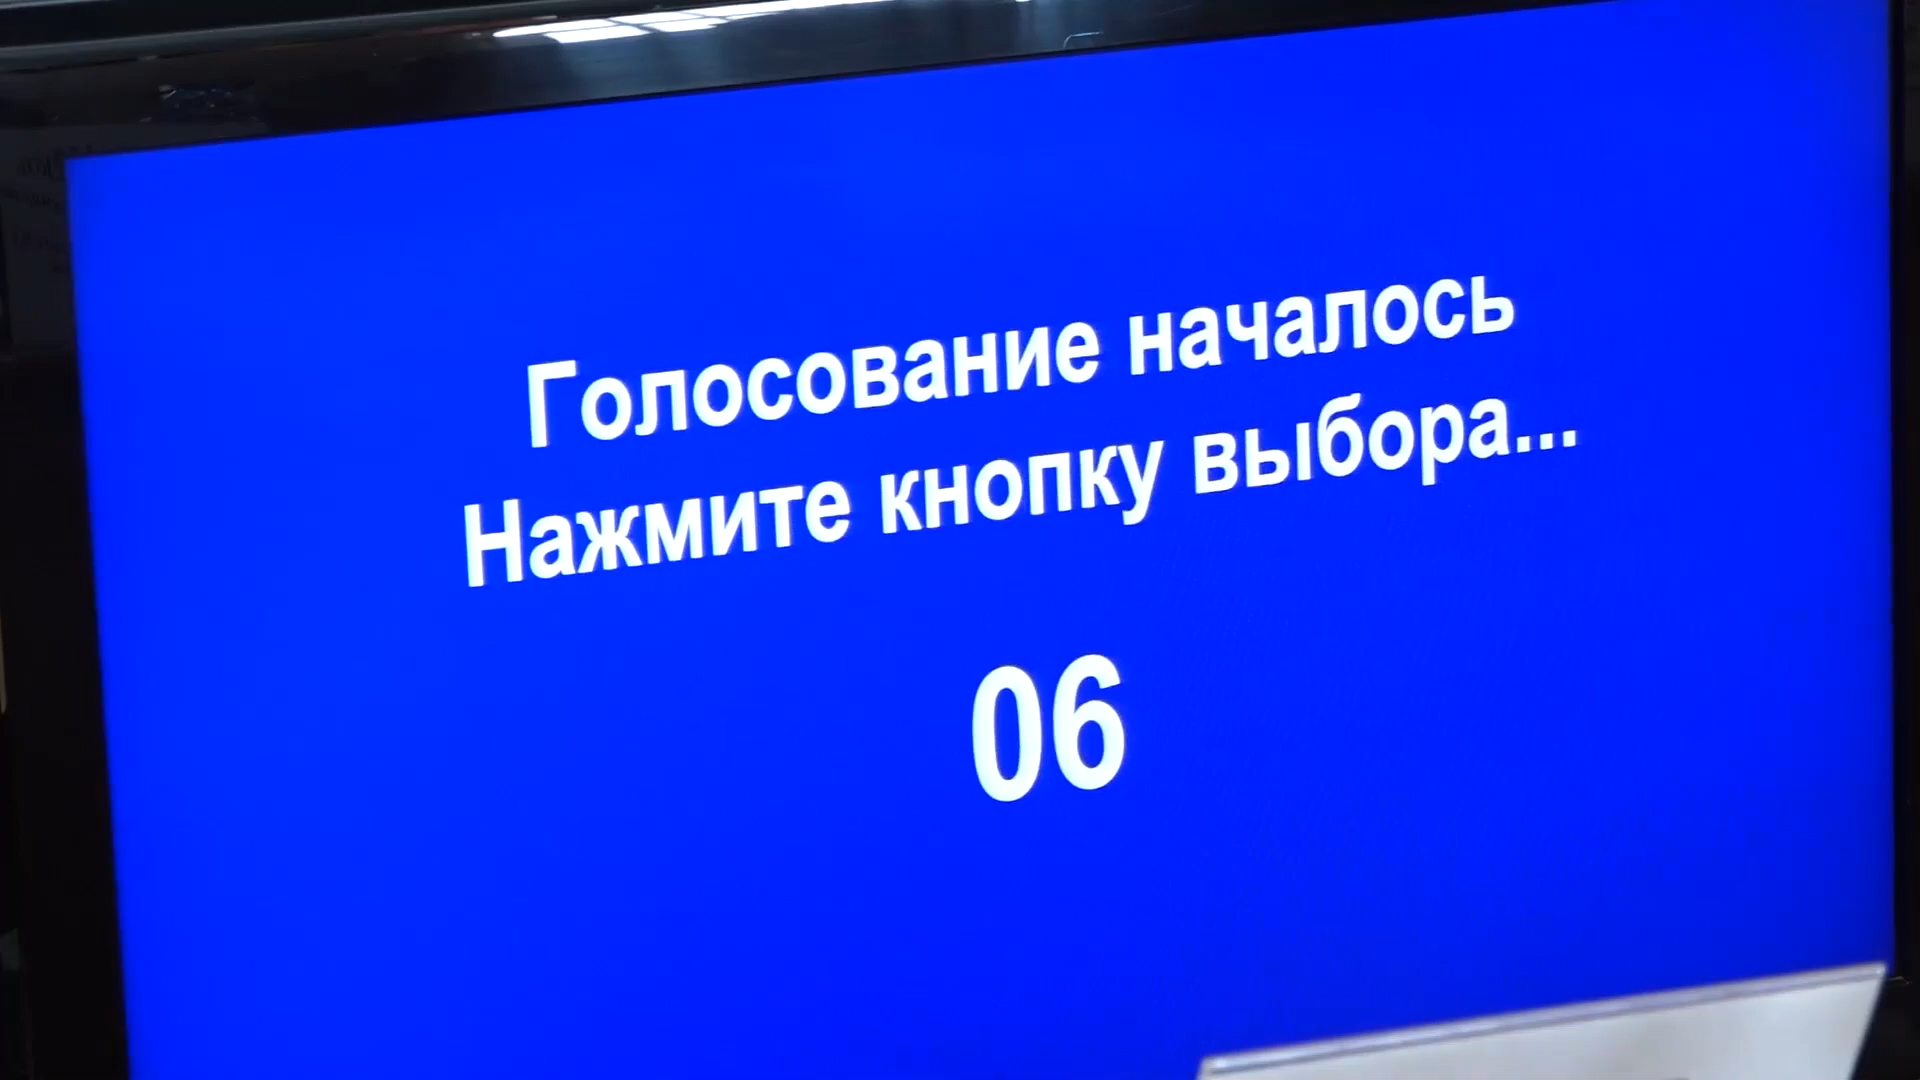 Голосование началось
Нажмите кнопку выбора...
06